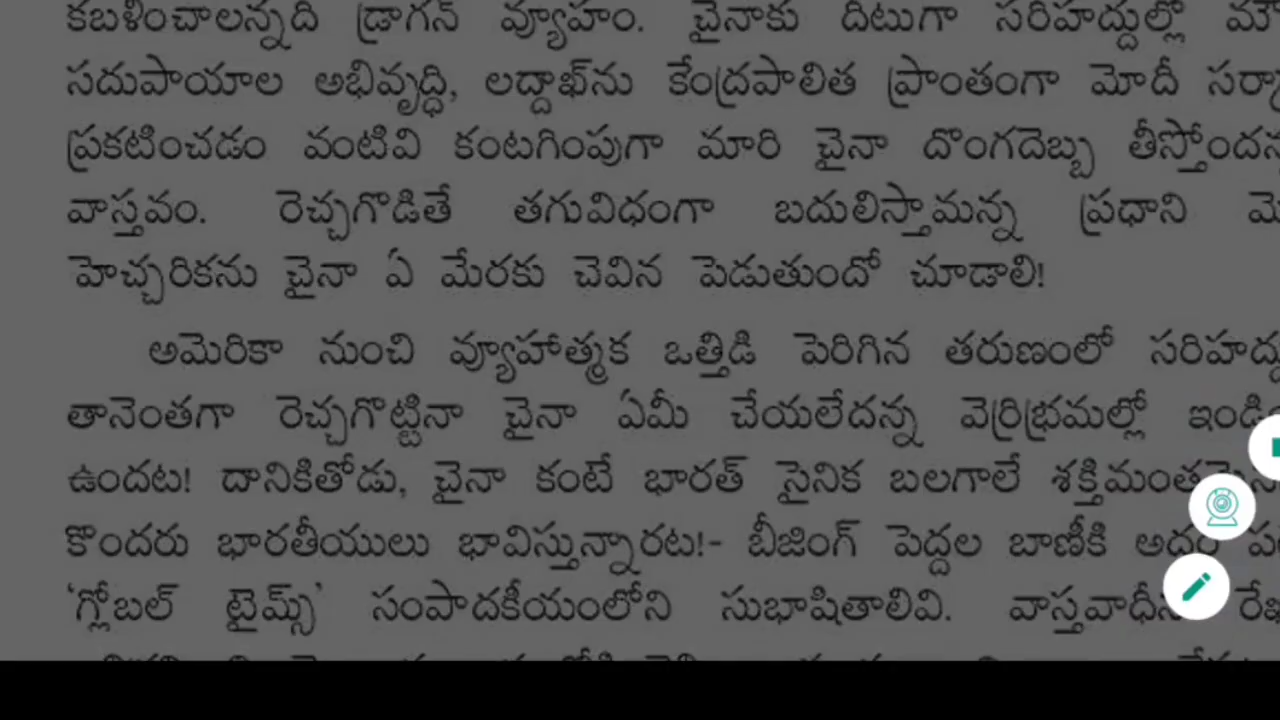 కబళించాలన్నది డ్రాగన్ వ్యూహం. చైనాకు దీటుగా సరిహద్దుల్లో
సదుపాయాల అభివృద్ధి, లద్దాఖ్‌ను కేంద్రపాలిత ప్రాంతంగా మోదీ
ప్రకటించడం వంటివి కంటగింపుగా మారి చైనా దొంగదెబ్బ
వాస్తవం. రెచ్చగొడితే తగువిధంగా బదులిస్తామన్న ప్రధాని
హెచ్చరికను చైనా ఏ మేరకు చెవిన పెడుతుందో చూడాలి!
అమెరికా నుంచి వ్యూహాత్మక ఒత్తిడి పెరిగిన తరుణంలో
తానెంతగా రెచ్చగొట్టినా చైనా ఏమీ చేయలేదన్న వెర్రిభ్రమల్లో
ఉందట! దానికితోడు, చైనా కంటే భారత్ సైనిక బలగాలే
కొందరు భారతీయులు భావిస్తున్నారట!- బీజింగ్ పెద్దల బాణీకి
‘గ్లోబల్ టైమ్స్’ సంపాదకీయంలోని సుభాషితాలివి.